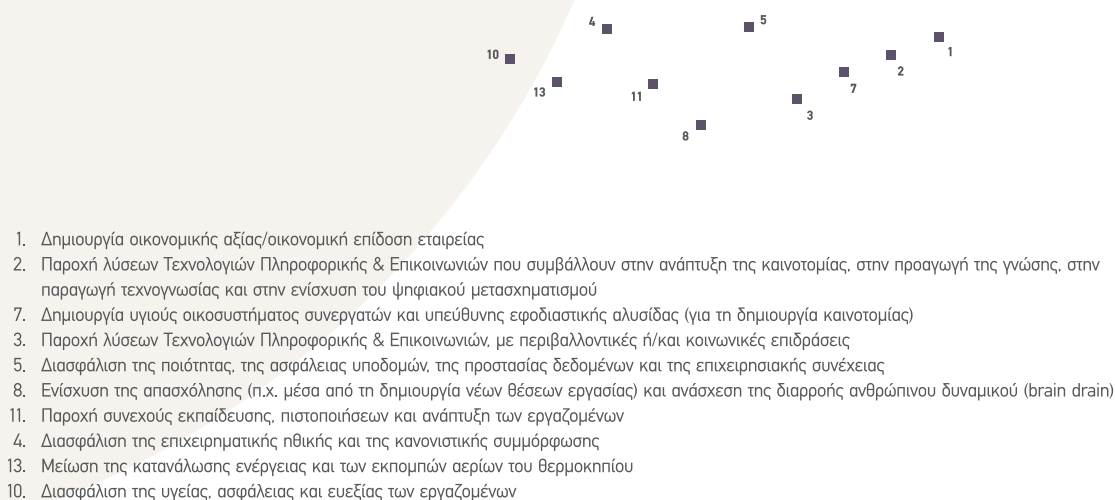 4
5
1
10
2
7
13
11
3
8
1. Δημιουργία οικονομικής αξίας/οικονομική επίδοση εταιρείας
2. Παροχή λύσεων Τεχνολογιών Πληροφορικής & Επικοινωνιών που συμβάλλουν στην ανάπτυξη της καινοτομίας, στην προαγωγή της γνώσης, στην
παραγωγή τεχνογνωσίας και στην ενίσχυση του ψηφιακού μετασχηματισμού
7. Δημιουργία υγιούς οικοσυστήματος συνεργατών και υπεύθυνης εφοδιαστικής αλυσίδας (για τη δημιουργία καινοτομίας)
3. Παροχή λύσεων Τεχνολογιών Πληροφορικής & Επικοινωνιών, με περιβαλλοντικές ή/και κοινωνικές επιδράσεις
5. Διασφάλιση της ποιότητας, της ασφάλειας υποδομών, της προστασίας δεδομένων και της επιχειρησιακής συνέχειας
8. Ενίσχυση της απασχόλησης (π.χ. μέσα από τη δημιουργία νέων θέσεων εργασίας) και ανάσχεση της διαρροής ανθρώπινου δυναμικού (brain drain)
11. Παροχή συνεχούς εκπαίδευσης, πιστοποιήσεων και ανάπτυξη των εργαζομένων
4. Διασφάλιση της επιχειρηματικής ηθικής και της κανονιστικής συμμόρφωσης
13. Μείωση της κατανάλωσης ενέργειας και των εκπομπών αερίων του θερμοκηπίου
10. Διασφάλιση της υγείας, ασφάλειας και ευεξίας των εργαζομένων